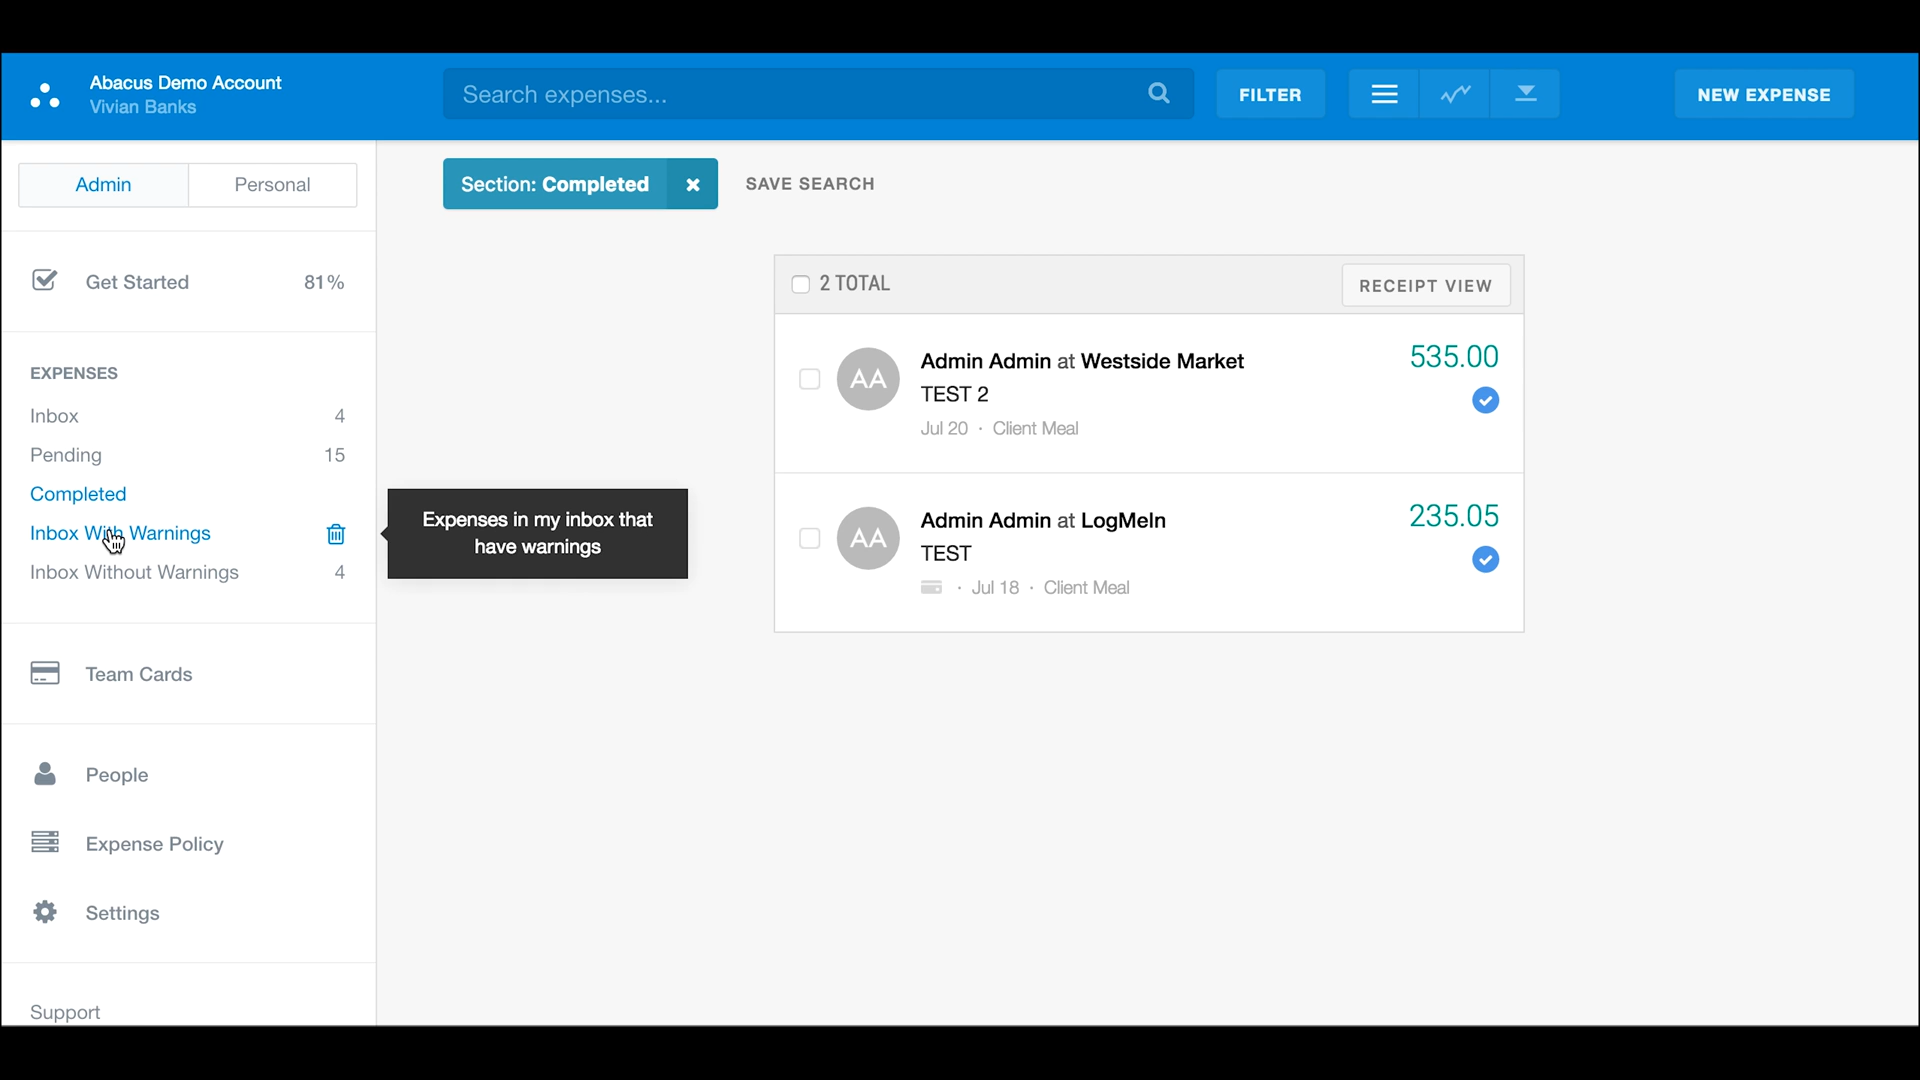 Abacus Demo Account
Vivian Banks
Search expenses...
FILTER
NEW EXPENSE
Admin
Personal
Section: Completed
SAVE SEARCH
Get Started 81%
2 TOTAL
RECEIPT VIEW
EXPENSES
Inbox 4
Pending 15
Completed
Inbox With Warnings
Inbox Without Warnings 4
Expenses in my inbox that
have warnings
AA
Admin Admin at Westside Market
535.00
TEST 2
Jul 20 · Client Meal
AA
Admin Admin at LogMeIn
235.05
TEST
· Jul 18 · Client Meal
Team Cards
People
Expense Policy
Settings
Support